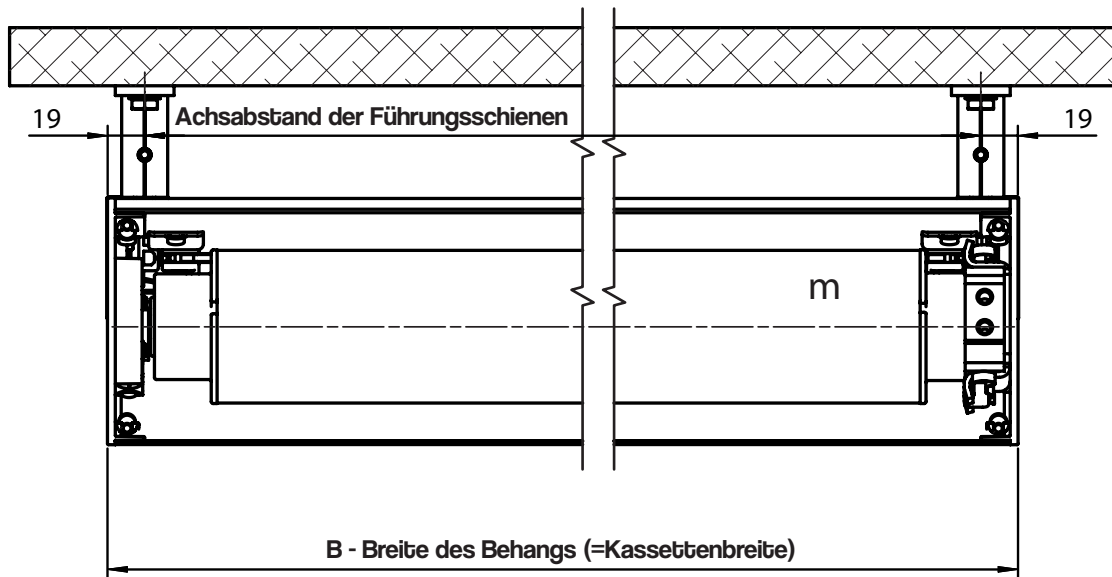 19
Achsabstand der Führungsschienen
19
m
B - Breite des Behangs (=Kassettenbreite)